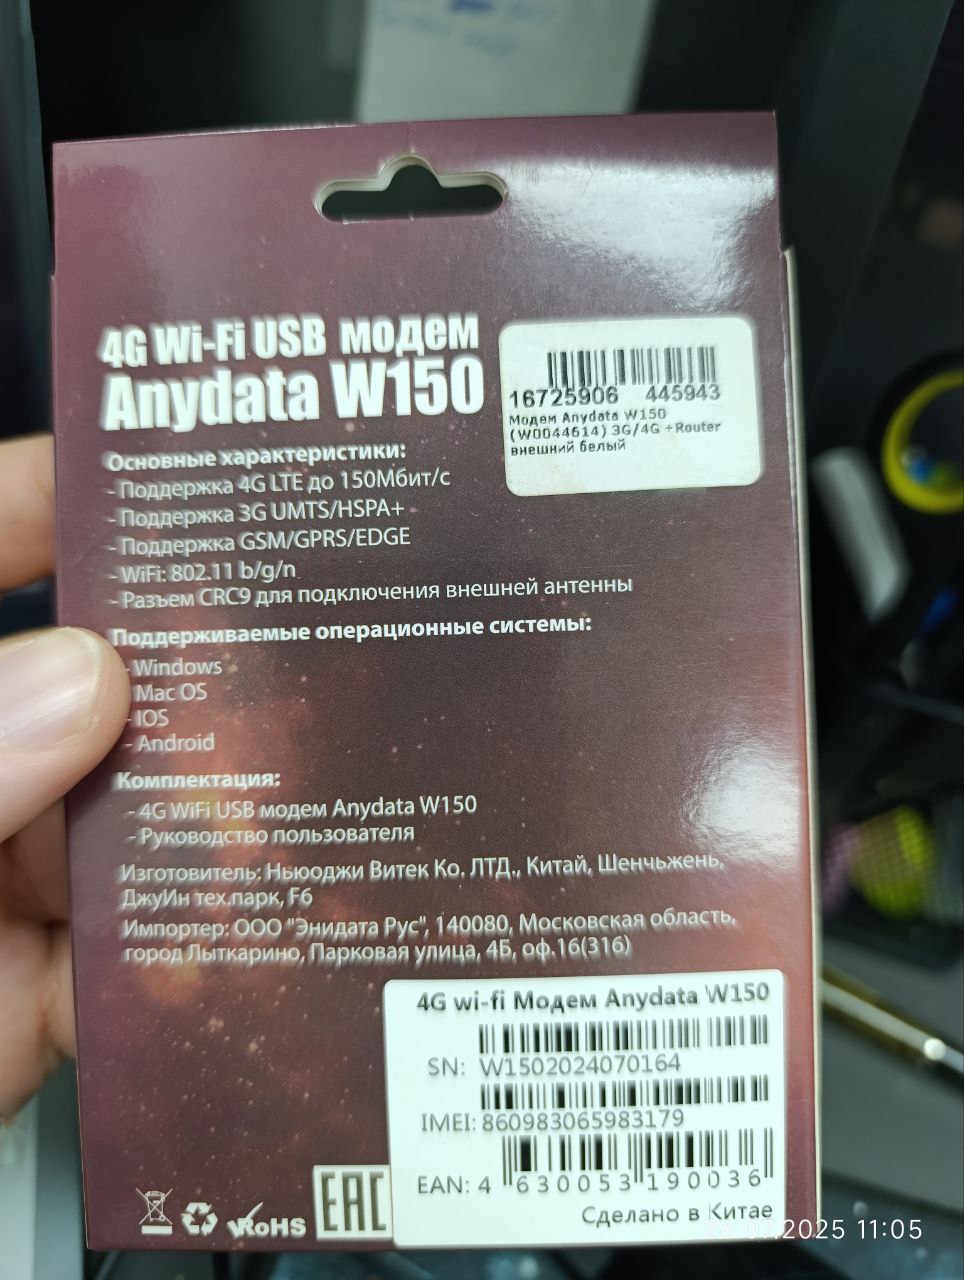 4G Wi-Fi USB модем
Anydata W150
16725906 445943
Модем Anydata W150
(W0044614) 3G/4G +Router
внешний белый
Основные характеристики:
- Поддержка 4G LTE до 150Мбит/с
- Поддержка 3G UMTS/HSPA+
- Поддержка GSM/GPRS/EDGE
- WiFi: 802.11 b/g/n
- Разъем CRC9 для подключения внешней антенны
Поддерживаемые операционные системы:
- Windows
- Mac OS
- IOS
- Android
Комплектация:
- 4G WiFi USB модем Anydata W150
- Руководство пользователя
Изготовитель: Ньюоджи Витек Ко. ЛТД., Китай, Шенчьжень,
ДжуИн тех.парк, F6
Импортер: ООО "Энидата Рус", 140080, Московская область,
город Лыткарино, Парковая улица, 4Б, оф.16(316)
4G wi-fi Модем Anydata W150
SN: W1502024070164
IMEI: 860983065983179
EAN: 4 630053 190036
Сделано в Китае
RoHS
EAC
.07.2025 11:05